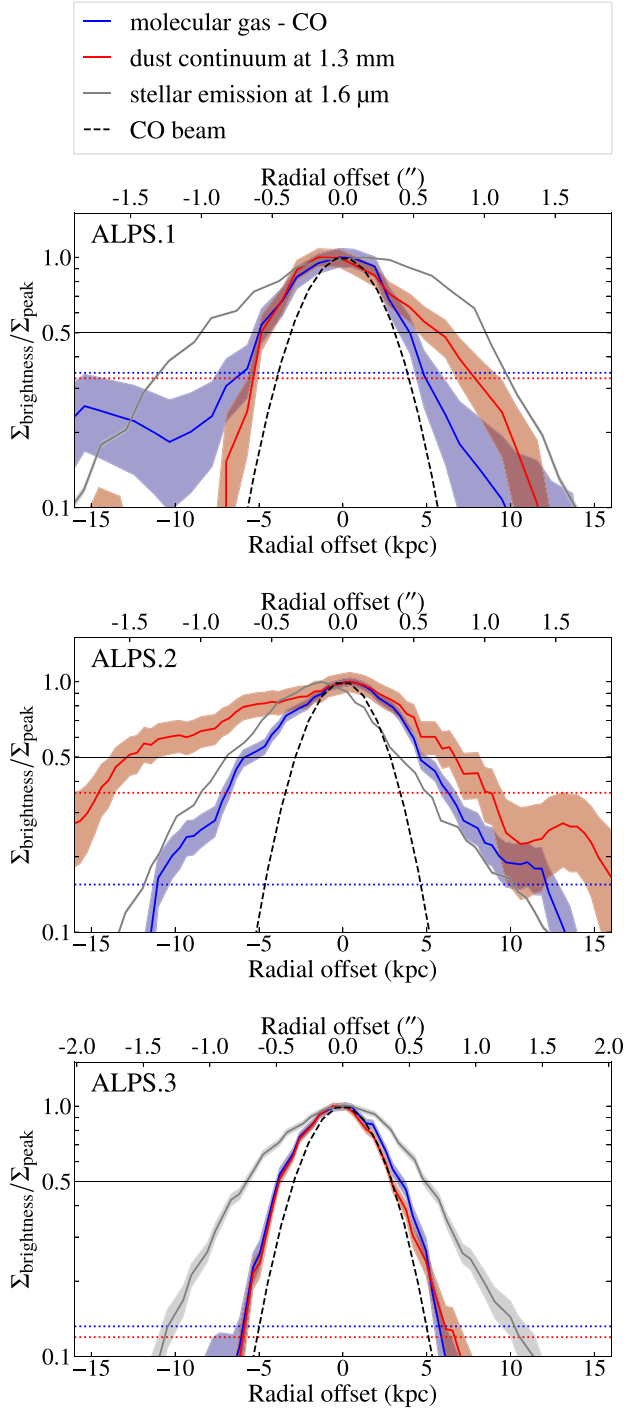 molecular gas - CO
dust continuum at 1.3 mm
stellar emission at 1.6 μm
CO beam
Radial offset (″)
-1.5 -1.0 -0.5 0.0 0.5 1.0 1.5
ALPS.1
1.0
0.5
0.1
Σbrightness/Σpeak
−15 −10 −5 0 5 10 15
Radial offset (kpc)
Radial offset (″)
-1.5 -1.0 -0.5 0.0 0.5 1.0 1.5
ALPS.2
1.0
0.5
0.1
Σbrightness/Σpeak
−15 −10 −5 0 5 10 15
Radial offset (kpc)
Radial offset (″)
-2.0 -1.5 -1.0 -0.5 0.0 0.5 1.0 1.5 2.0
ALPS.3
1.0
0.5
0.1
Σbrightness/Σpeak
−15 −10 −5 0 5 10 15
Radial offset (kpc)